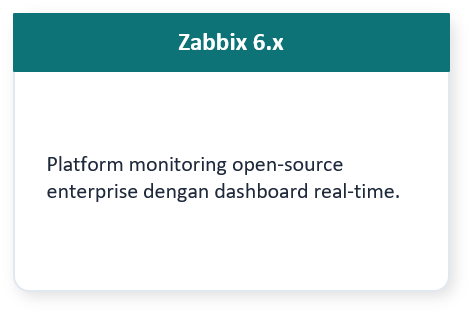 Zabbix 6.x
Platform monitoring open-source
enterprise dengan dashboard real-time.